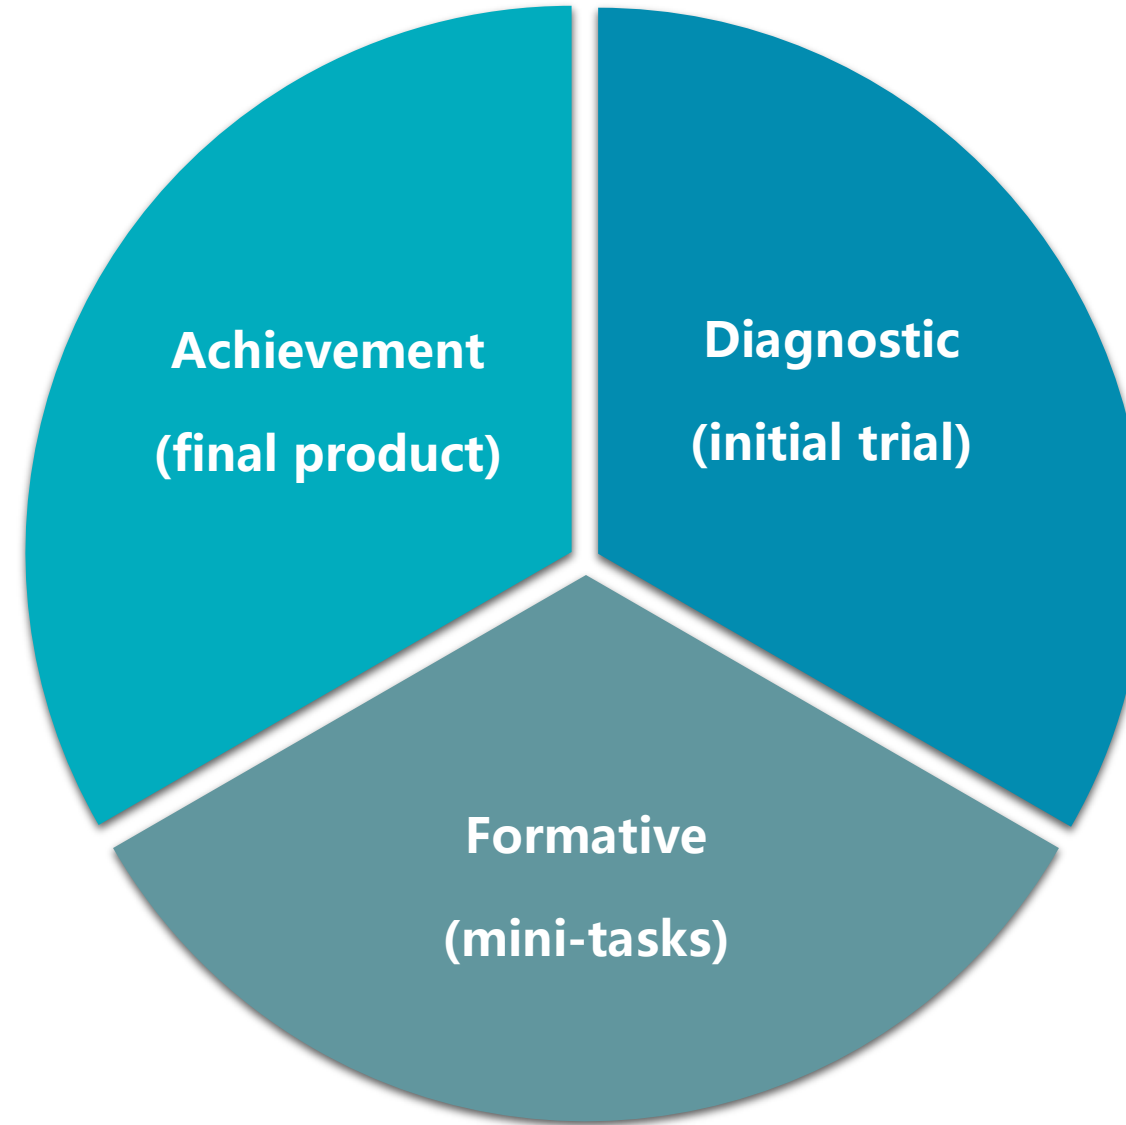 Achievement
(final product)
Diagnostic
(initial trial)
Formative
(mini-tasks)